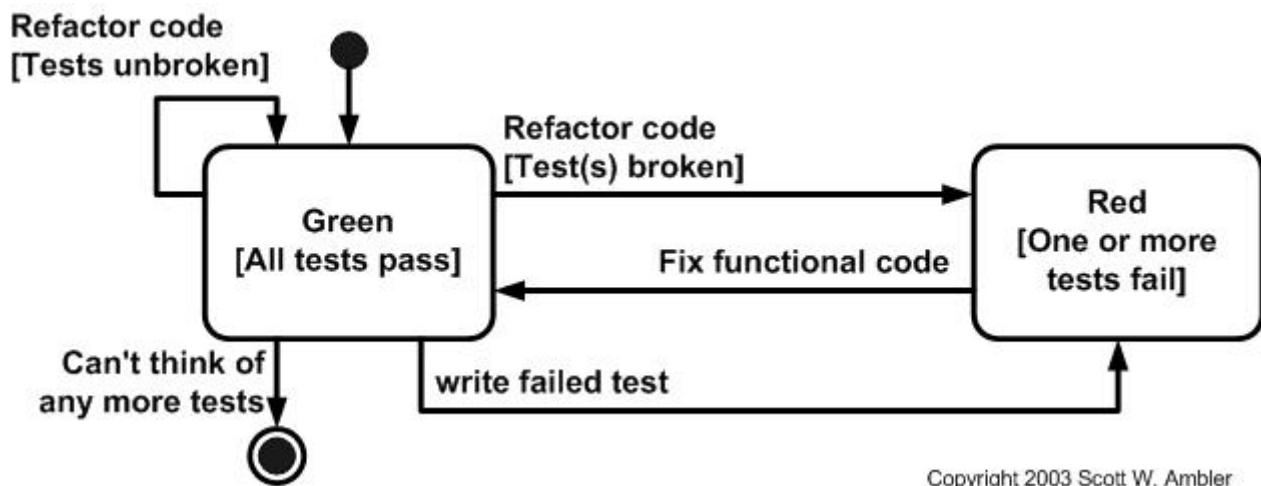 Refactor code
[Tests unbroken]
Refactor code
[Test(s) broken]
Green
[All tests pass]
Red
[One or more
tests fail]
Fix functional code
Can't think of
any more tests
write failed test
Copyright 2003 Scott W. Ambler